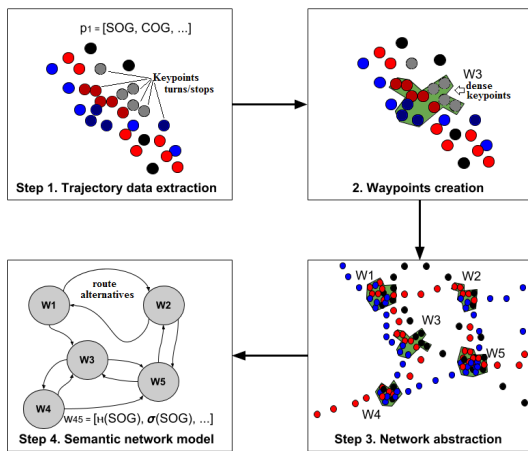 p1 = [SOG, COG, ...]
Keypoints
turns/stops
Step 1. Trajectory data extraction
W3
dense
keypoints
2. Waypoints creation
W1
route
alternatives
W2
W3
W5
W4
W45 = [H(SOG), σ(SOG), ...]
Step 4. Semantic network model
W1
W2
W3
W5
W4
Step 3. Network abstraction